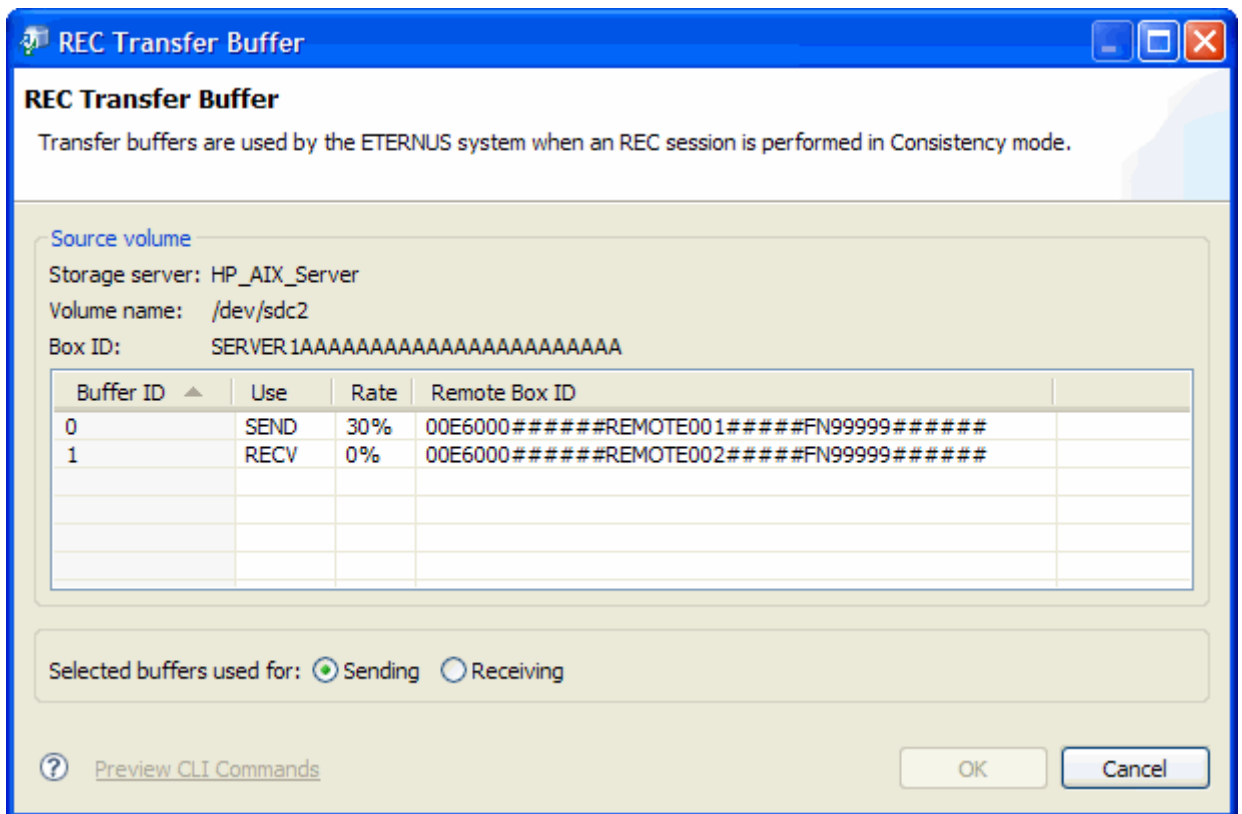 REC Transfer Buffer
REC Transfer Buffer
Transfer buffers are used by the ETERNUS system when an REC session is performed in Consistency mode.
Source volume
Storage server: HP_AIX_Server
Volume name: /dev/sdc2
Box ID: SERVER1AAAAAAAAAAAAAAAAAAAAAAA
Buffer ID Use Rate Remote Box ID
0 SEND 30% 00E6000######REMOTE001#####FN99999######
1 RECV 0% 00E6000######REMOTE002#####FN99999######
Selected buffers used for: Sending Receiving
? Preview CLI Commands OK Cancel